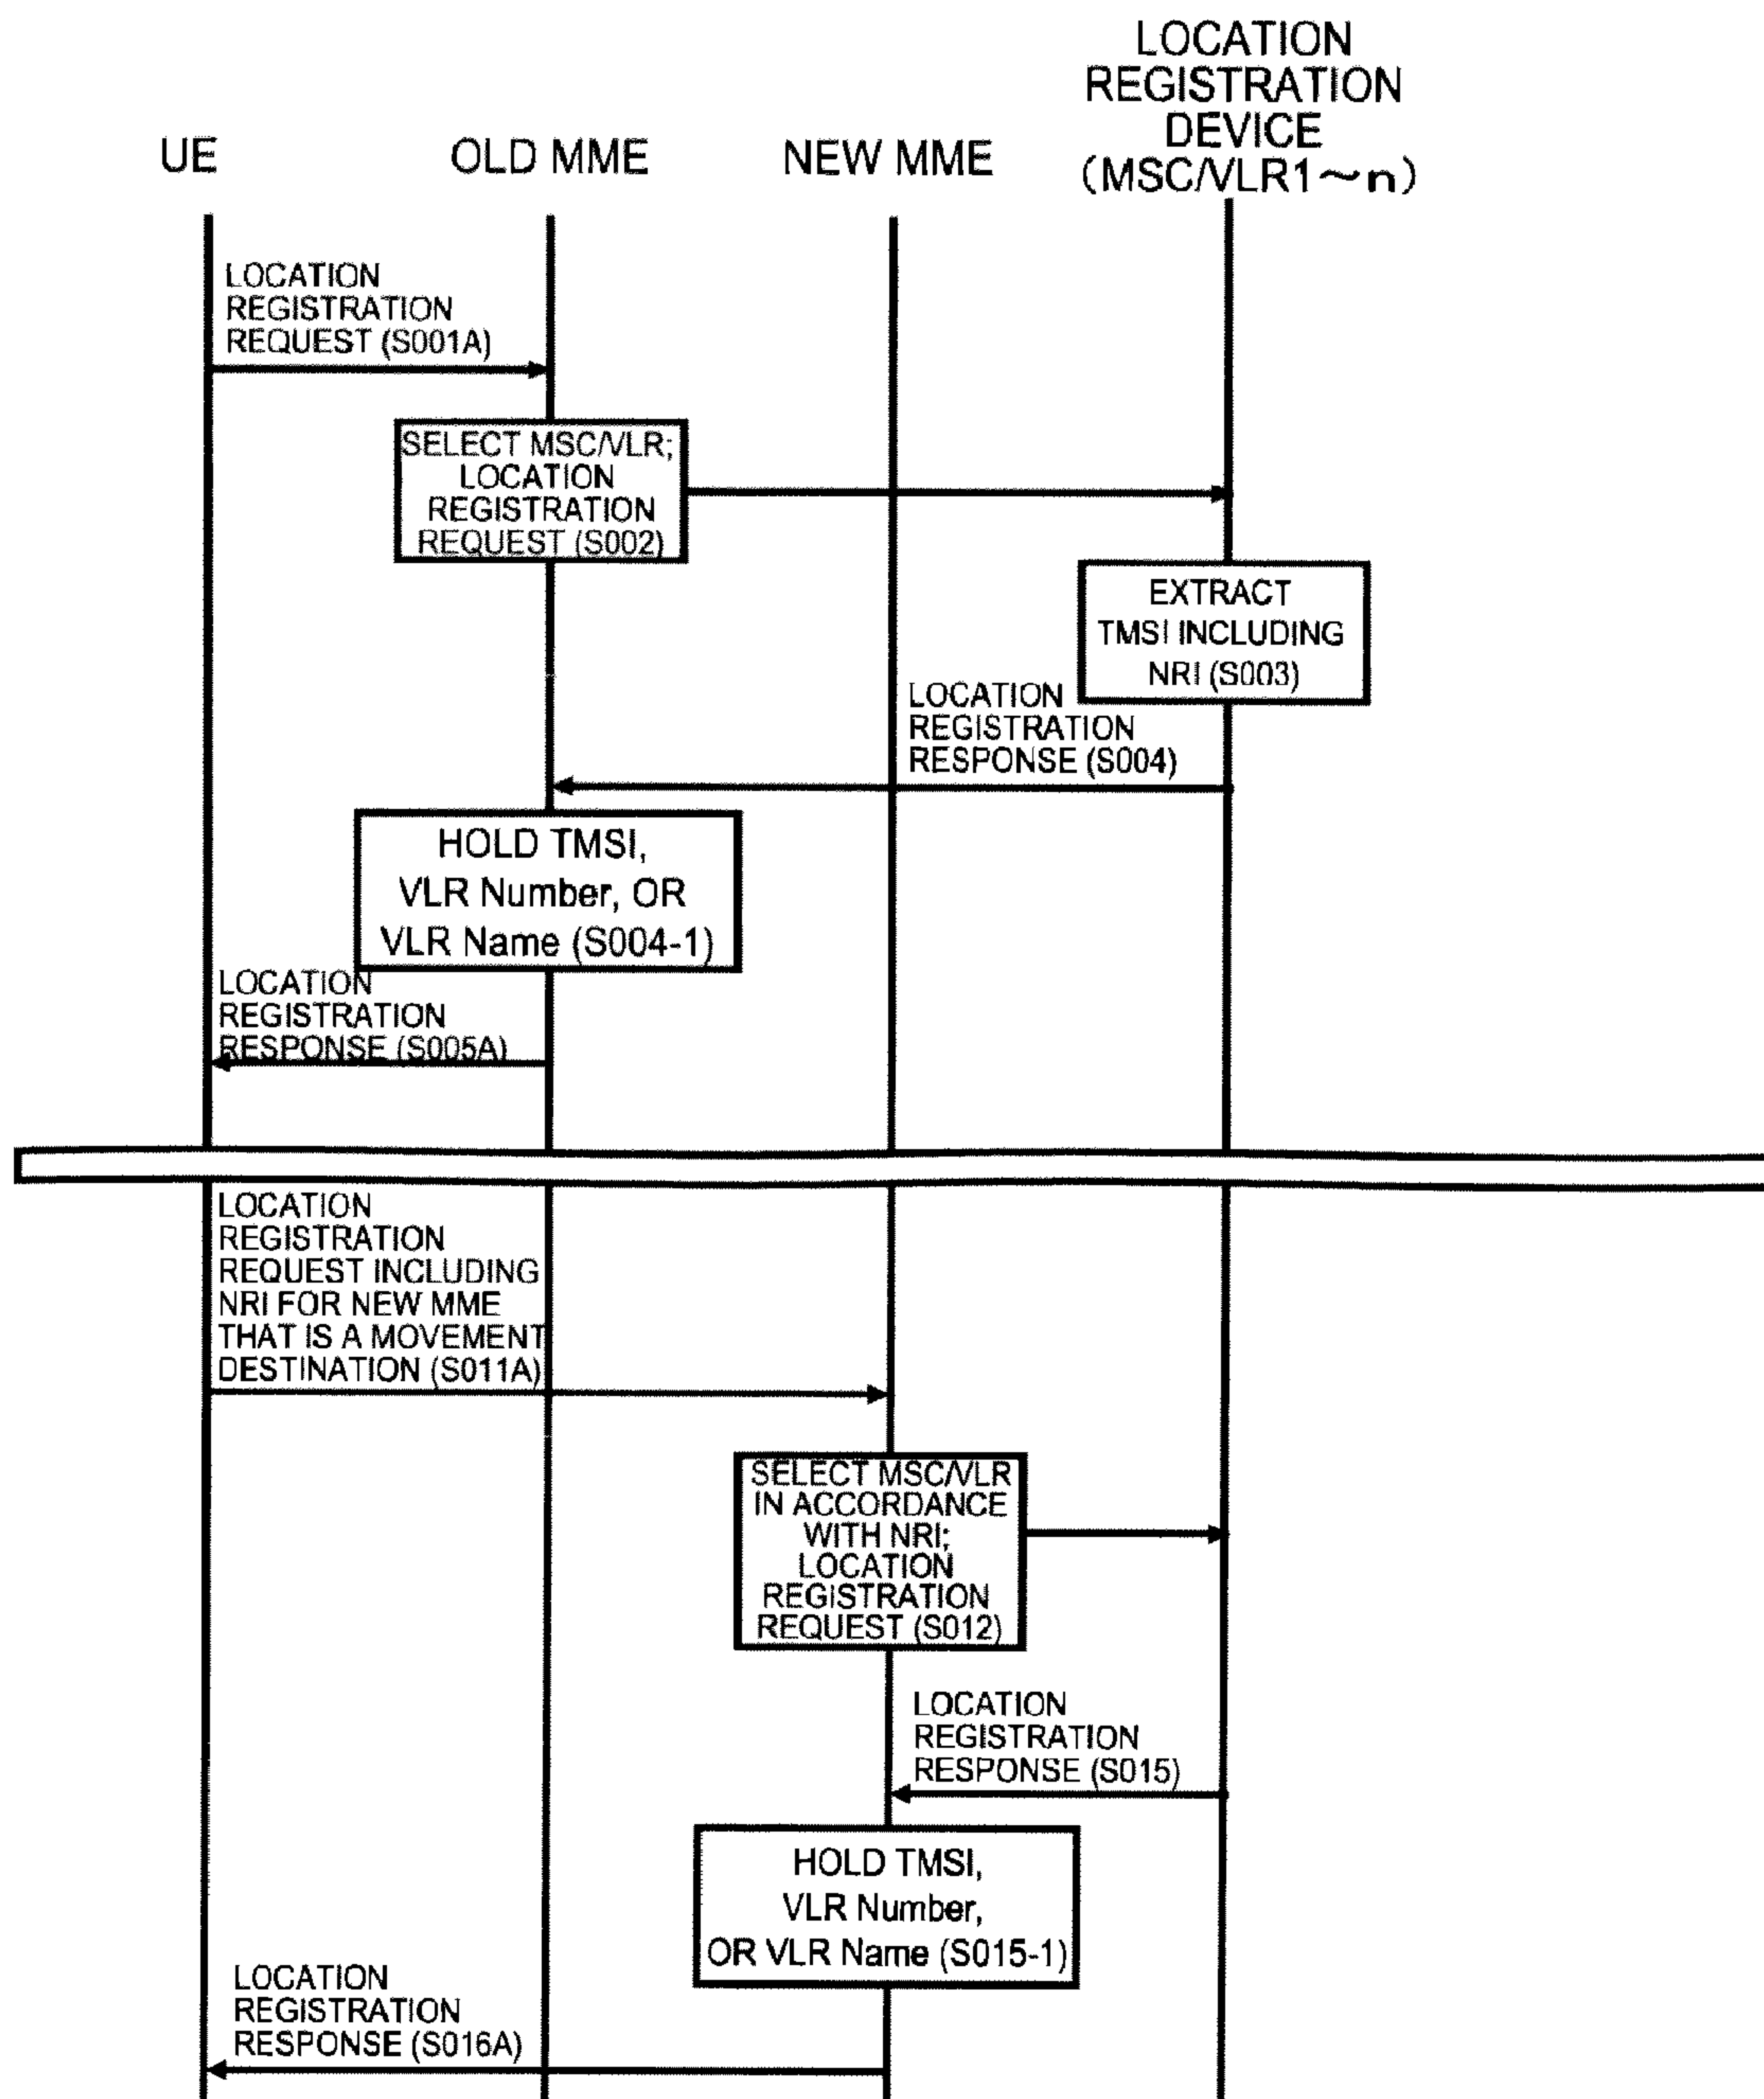 LOCATION
REGISTRATION
DEVICE
(MSC/VLR1~n)
UE
OLD MME
NEW MME
LOCATION
REGISTRATION
REQUEST (S001A)
SELECT MSC/VLR;
LOCATION
REGISTRATION
REQUEST (S002)
EXTRACT
TMSI INCLUDING
NRI (S003)
LOCATION
REGISTRATION
RESPONSE (S004)
HOLD TMSI,
VLR Number, OR
VLR Name (S004-1)
LOCATION
REGISTRATION
RESPONSE (S005A)
LOCATION
REGISTRATION
REQUEST INCLUDING
NRI FOR NEW MME
THAT IS A MOVEMENT
DESTINATION (S011A)
SELECT MSC/VLR
IN ACCORDANCE
WITH NRI;
LOCATION
REGISTRATION
REQUEST (S012)
LOCATION
REGISTRATION
RESPONSE (S015)
HOLD TMSI,
VLR Number,
OR VLR Name (S015-1)
LOCATION
REGISTRATION
RESPONSE (S016A)